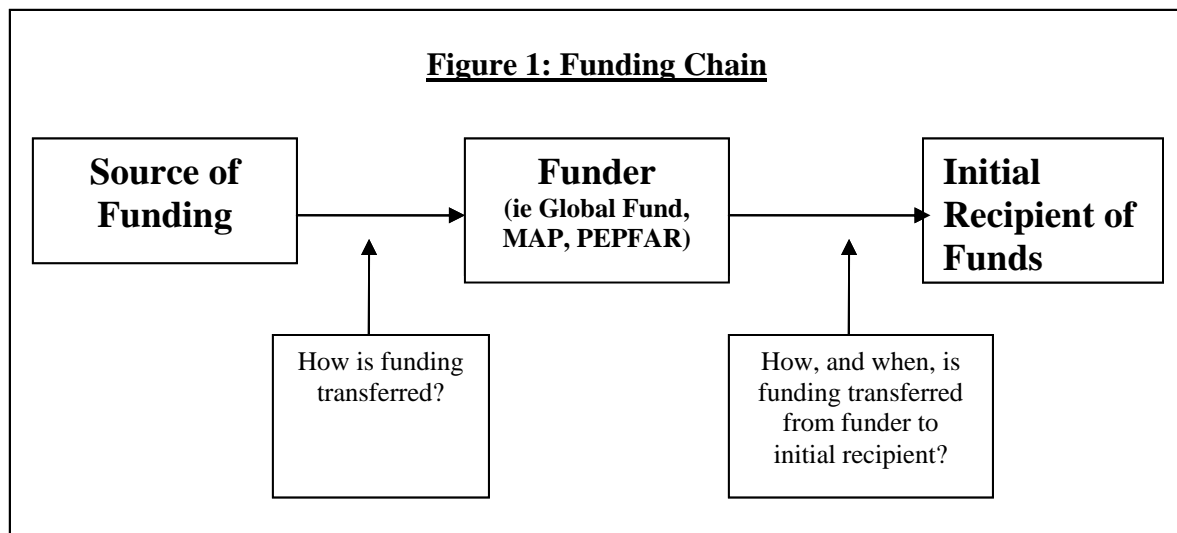 Figure 1: Funding Chain
Source of
Funding
Funder
(ie Global Fund,
MAP, PEPFAR)
Initial
Recipient of
Funds
How is funding
transferred?
How, and when, is
funding transferred
from funder to
initial recipient?